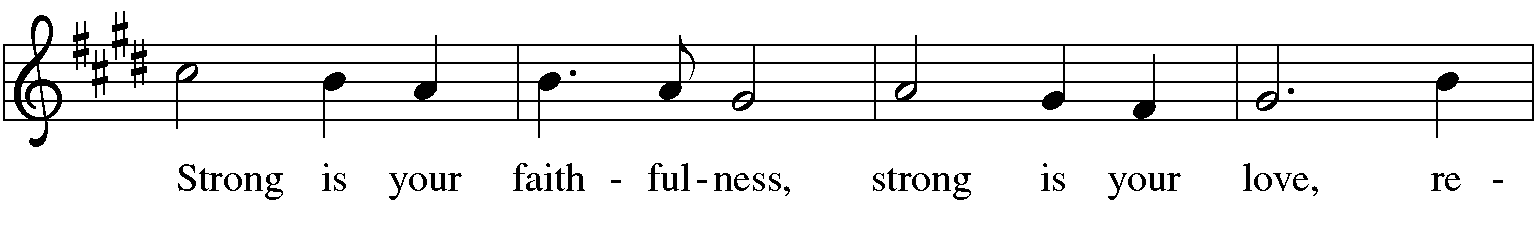 Strong is your faith - ful - ness, strong is your love, re -